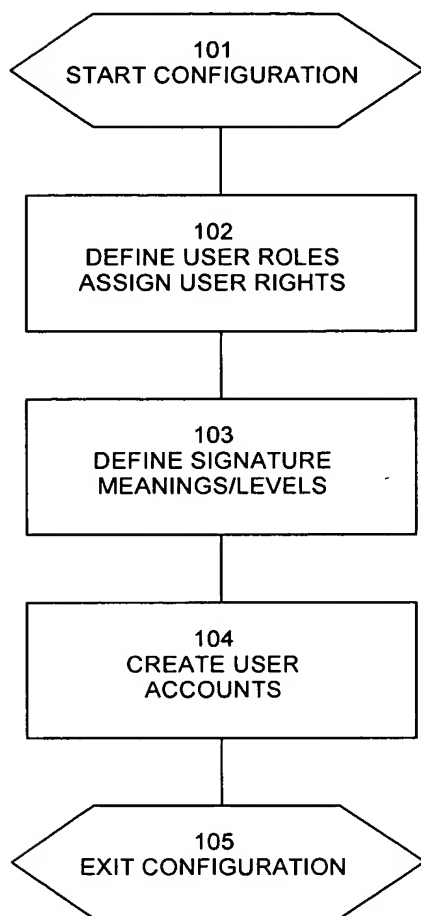 101
START CONFIGURATION
102
DEFINE USER ROLES
ASSIGN USER RIGHTS
103
DEFINE SIGNATURE
MEANINGS/LEVELS
104
CREATE USER
ACCOUNTS
105
EXIT CONFIGURATION